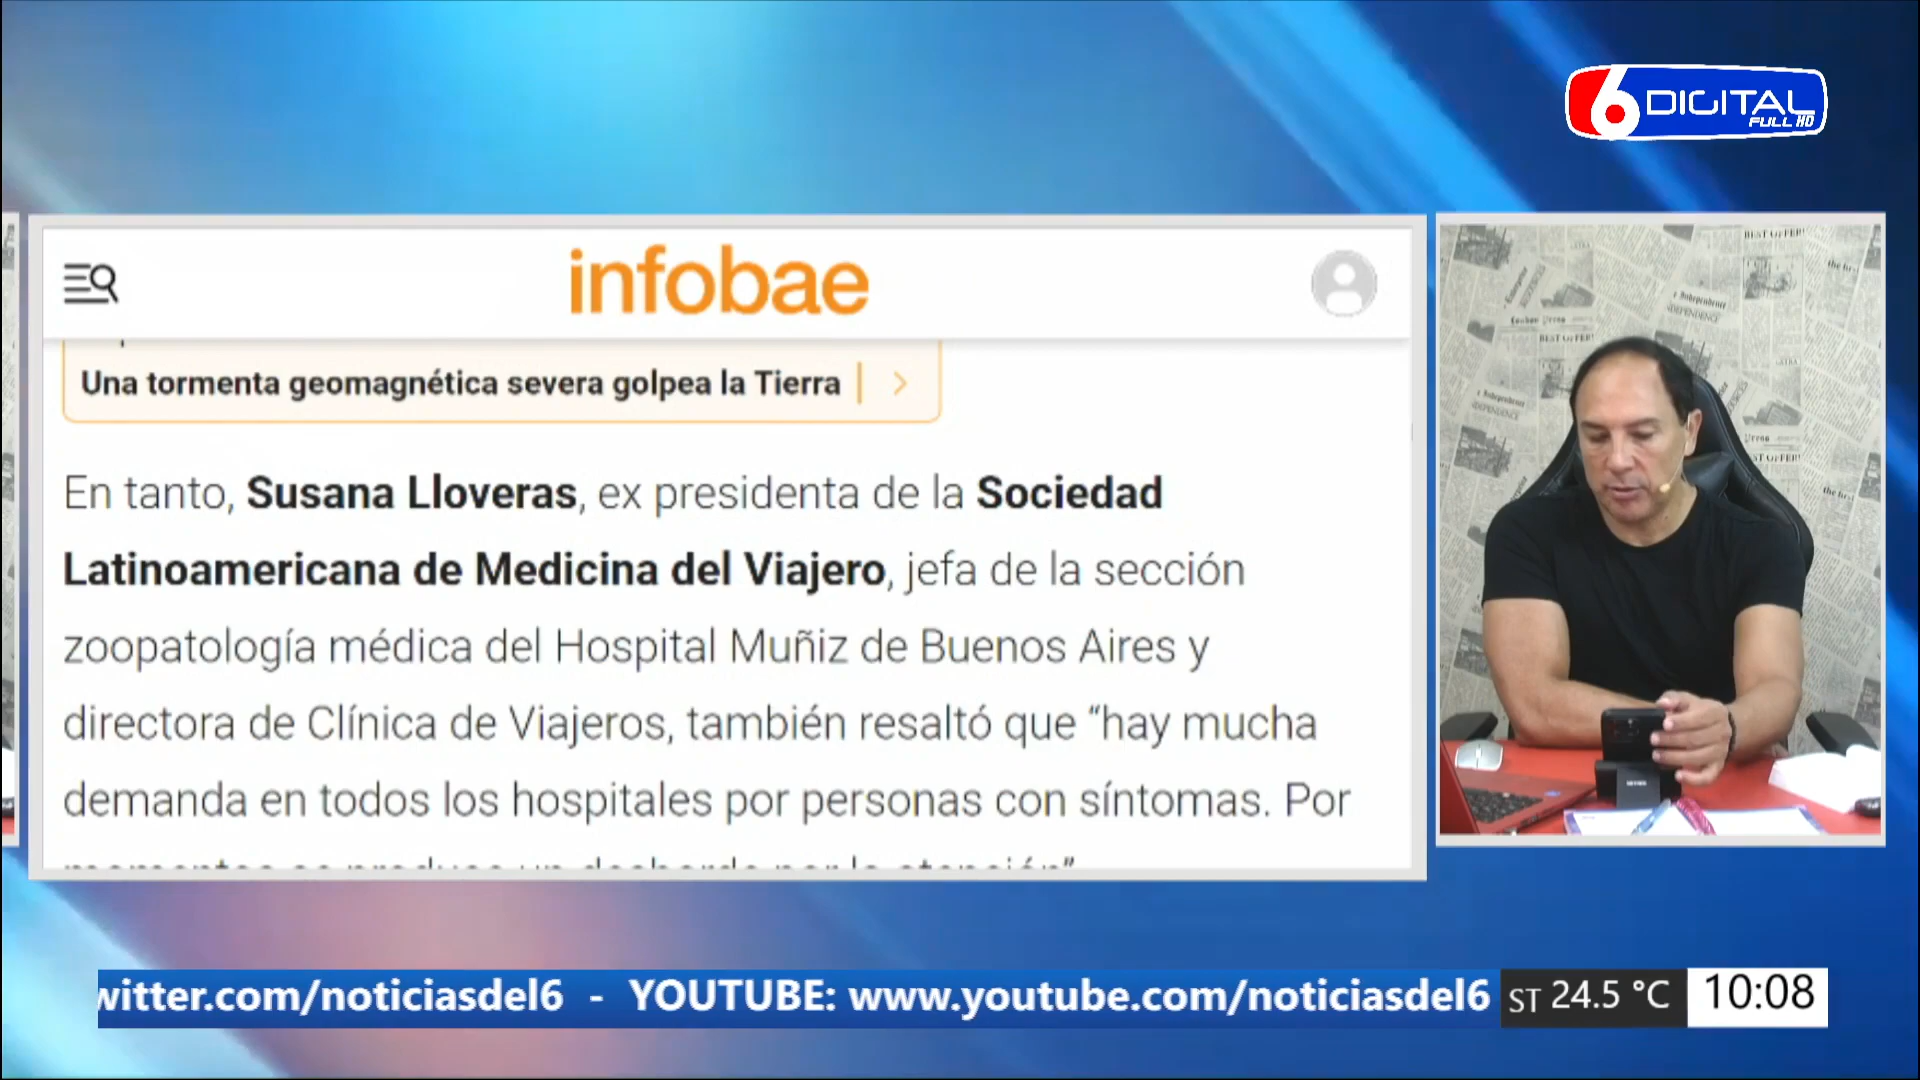 6 DIGITAL
FULL HD
infobae
Una tormenta geomagnética severa golpea la Tierra
En tanto, Susana Lloveras, ex presidenta de la Sociedad
Latinoamericana de Medicina del Viajero, jefa de la sección
zoopatología médica del Hospital Muñiz de Buenos Aires y
directora de Clínica de Viajeros, también resaltó que “hay mucha
demanda en todos los hospitales por personas con síntomas. Por
BEST OFFER!
witter.com/noticiasdel6 - YOUTUBE: www.youtube.com/noticiasdel6
ST 24.5 °C
10:08